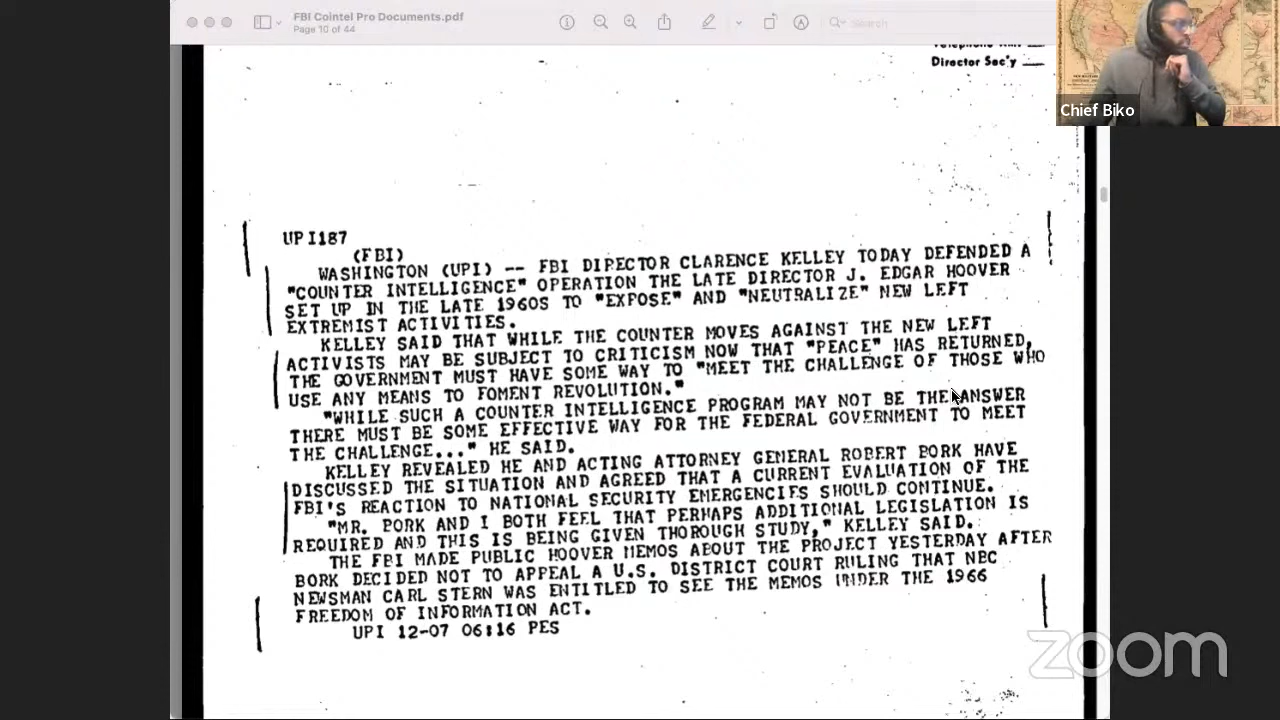 FBI Cointel Pro Documents.pdf
Page 10 of 44
Search
Director Sec'y
Chief Biko
UPI187
(FBI)
WASHINGTON (UPI) -- FBI DIRECTOR CLARENCE KELLEY TODAY DEFENDED A
"COUNTER INTELLIGENCE" OPERATION THE LATE DIRECTOR J. EDGAR HOOVER
SET UP IN THE LATE 1960S TO "EXPOSE" AND "NEUTRALIZE" NEW LEFT
EXTREMIST ACTIVITIES.
KELLEY SAID THAT WHILE THE COUNTER MOVES AGAINST THE NEW LEFT
ACTIVISTS MAY BE SUBJECT TO CRITICISM NOW THAT "PEACE" HAS RETURNED,
THE GOVERNMENT MUST HAVE SOME WAY TO "MEET THE CHALLENGE OF THOSE WHO
USE ANY MEANS TO FOMENT REVOLUTION."
"WHILE SUCH A COUNTER INTELLIGENCE PROGRAM MAY NOT BE THE ANSWER
THERE MUST BE SOME EFFECTIVE WAY FOR THE FEDERAL GOVERNMENT TO MEET
THE CHALLENGE..." HE SAID.
KELLEY REVEALED HE AND ACTING ATTORNEY GENERAL ROBERT BORK HAVE
DISCUSSED THE SITUATION AND AGREED THAT A CURRENT EVALUATION OF THE
FBI'S REACTION TO NATIONAL SECURITY EMERGENCIES SHOULD CONTINUE.
"MR. BORK AND I BOTH FEEL THAT PERHAPS ADDITIONAL LEGISLATION IS
REQUIRED AND THIS IS BEING GIVEN THOROUGH STUDY," KELLEY SAID.
THE FBI MADE PUBLIC HOOVER MEMOS ABOUT THE PROJECT YESTERDAY AFTER
BORK DECIDED NOT TO APPEAL A U.S. DISTRICT COURT RULING THAT NBC
NEWSMAN CARL STERN WAS ENTITLED TO SEE THE MEMOS UNDER THE 1966
FREEDOM OF INFORMATION ACT.
UPI 12-07 06:16 PES
zoom